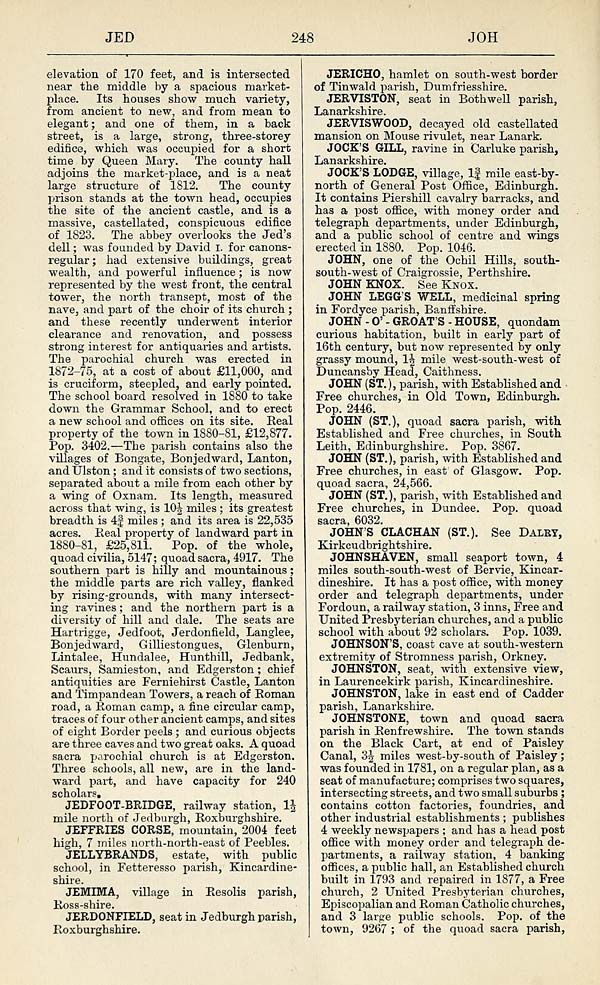 JED 248 JOH
elevation of 170 feet, and is intersected
near the middle by a spacious market-
place. Its houses show much variety,
from ancient to new, and from mean to
elegant; and one of them, in a back
street, is a large, strong, three-storey
edifice, which was occupied for a short
time by Queen Mary. The county hall
adjoins the market-place, and is a neat
large structure of 1812. The county
prison stands at the town head, occupies
the site of the ancient castle, and is a
massive, castellated, conspicuous edifice
of 1823. The abbey overlooks the Jed's
dell; was founded by David I. for canons-
regular; had extensive buildings, great
wealth, and powerful influence; is now
represented by the west front, the central
tower, the north transept, most of the
nave, and part of the choir of its church;
and these recently underwent interior
clearance and renovation, and possess
strong interest for antiquaries and artists.
The parochial church was erected in
1872-75, at a cost of about £11,000, and
is cruciform, steepled, and early pointed.
The school board resolved in 1880 to take
down the Grammar School, and to erect
a new school and offices on its site. Real
property of the town in 1880-81, £12,877.
Pop. 3402.—The parish contains also the
villages of Bongate, Bonjedward, Lanton,
and Ulston; and it consists of two sections,
separated about a mile from each other by
a wing of Oxnam. Its length, measured
across that wing, is 10½ miles; its greatest
breadth is 4¾ miles; and its area is 22,535
acres. Real property of landward part in
1880-81, £25,811. Pop. of the whole,
quoad civilia, 5147; quoad sacra, 4917. The
southern part is hilly and mountainous;
the middle parts are rich valley, flanked
by rising-grounds, with many intersect-
ing ravines; and the northern part is a
diversity of hill and dale. The seats are
Hartrigge, Jedfoot, Jerdonfield, Langlee,
Bonjedward, Gilliestongues, Glenburn,
Lintalee, Hundalee, Hunthill, Jedbank,
Scaurs, Samieston, and Edgerston; chief
antiquities are Ferniehirst Castle, Lanton
and Timpandean Towers, a reach of Roman
road, a Roman camp, a fine circular camp,
traces of four other ancient camps, and sites
of eight Border peels; and curious objects
are three caves and two great oaks. A quoad
sacra parochial church is at Edgerston.
Three schools, all new, are in the land-
ward part, and have capacity for 240
scholars.
JEDFOOT-BRIDGE, railway station, 1½
mile north of Jedburgh, Roxburghshire.
JEFFRIES CORSE, mountain, 2004 feet
high, 7 miles north-north-east of Peebles.
JELLYBRANDS, estate, with public
school, in Fetteresso parish, Kincardine-
shire.
JEMIMA, village in Resolis parish,
Ross-shire.
JERDONFIELD, seat in Jedburgh parish,
Roxburghshire.
JERICHO, hamlet on south-west border
of Tinwald parish, Dumfriesshire.
JERVISTON, seat in Bothwell parish,
Lanarkshire.
JERVISWOOD, decayed old castellated
mansion on Mouse rivulet, near Lanark.
JOCK'S GILL, ravine in Carluke parish,
Lanarkshire.
JOCK'S LODGE, village, 1¾ mile east-by-
north of General Post Office, Edinburgh.
It contains Piershill cavalry barracks, and
has a post office, with money order and
telegraph departments, under Edinburgh,
and a public school of centre and wings
erected in 1880. Pop. 1046.
JOHN, one of the Ochil Hills, south-
south-west of Craigrossie, Perthshire.
JOHN KNOX. See KNOX.
JOHN LEGG'S WELL, medicinal spring
in Fordyce parish, Banffshire.
JOHN-O'-GROAT'S-HOUSE, quondam
curious habitation, built in early part of
16th century, but now represented by only
grassy mound, 1½ mile west-south-west of
Duncansby Head, Caithness.
JOHN (ST.), parish, with Established and
Free churches, in Old Town, Edinburgh.
Pop. 2446.
JOHN (ST.), quoad sacra parish, with
Established and Free churches, in South
Leith, Edinburghshire. Pop. 3867.
JOHN (ST.), parish, with Established and
Free churches, in east of Glasgow. Pop.
quoad sacra, 24,566.
JOHN (ST.), parish, with Established and
Free churches, in Dundee. Pop. quoad
sacra, 6032.
JOHN'S CLACHAN (ST.). See DALRY,
Kirkcudbrightshire.
JOHNSHAVEN, small seaport town, 4
miles south-south-west of Bervie, Kincar-
dineshire. It has a post office, with money
order and telegraph departments, under
Fordoun, a railway station, 3 inns, Free and
United Presbyterian churches, and a public
school with about 92 scholars. Pop. 1039.
JOHNSON'S, coast cave at south-western
extremity of Stromness parish, Orkney.
JOHNSTON, seat, with extensive view,
in Laurencekirk parish, Kincardineshire.
JOHNSTON, lake in east end of Cadder
parish, Lanarkshire.
JOHNSTONE, town and quoad sacra
parish in Renfrewshire. The town stands
on the Black Cart, at end of Paisley
Canal, 3½ miles west-by-south of Paisley;
was founded in 1781, on a regular plan, as a
seat of manufacture; comprises two squares,
intersecting streets, and two small suburbs;
contains cotton factories, foundries, and
other industrial establishments; publishes
4 weekly newspapers; and has a head post
office with money order and telegraph de-
partments, a railway station, 4 banking
offices, a public hall, an Established church
built in 1793 and repaired in 1877, a Free
church, 2 United Presbyterian churches,
Episcopalian and Roman Catholic churches,
and 3 large public schools. Pop. of the
town, 9267; of the quoad sacra parish,